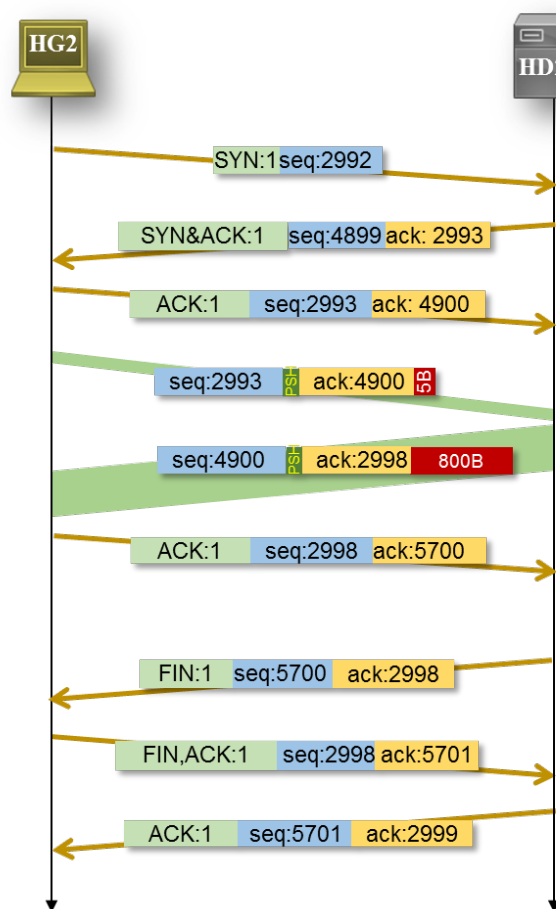 HG2
HD
SYN:1 seq:2992
SYN&ACK:1 seq:4899 ack: 2993
ACK:1 seq:2993 ack: 4900
seq:2993 PSH ack:4900 5B
seq:4900 PSH ack:2998 800B
ACK:1 seq:2998 ack:5700
FIN:1 seq:5700 ack:2998
FIN,ACK:1 seq:2998 ack:5701
ACK:1 seq:5701 ack:2999